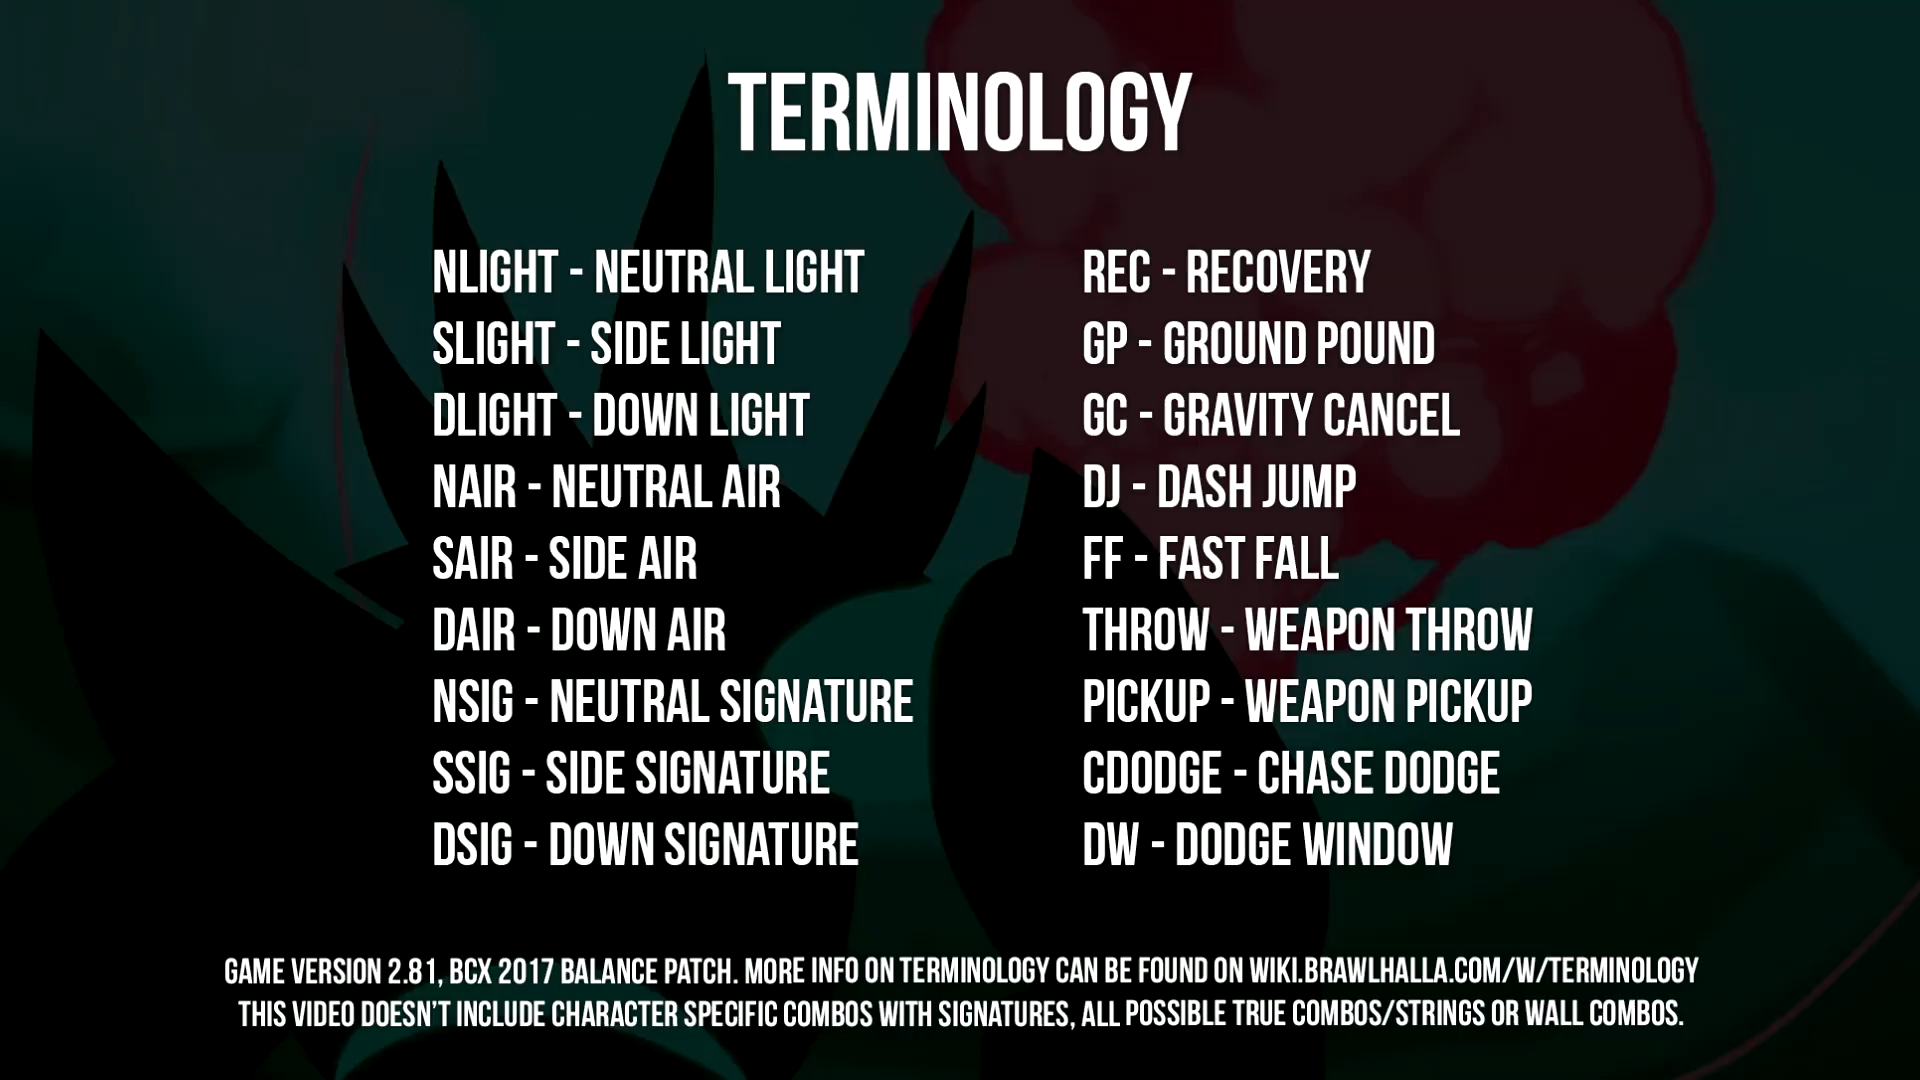 TERMINOLOGY
NLIGHT - NEUTRAL LIGHT
SLIGHT - SIDE LIGHT
DLIGHT - DOWN LIGHT
NAIR - NEUTRAL AIR
SAIR - SIDE AIR
DAIR - DOWN AIR
NSIG - NEUTRAL SIGNATURE
SSIG - SIDE SIGNATURE
DSIG - DOWN SIGNATURE
REC - RECOVERY
GP - GROUND POUND
GC - GRAVITY CANCEL
DJ - DASH JUMP
FF - FAST FALL
THROW - WEAPON THROW
PICKUP - WEAPON PICKUP
CDODGE - CHASE DODGE
DW - DODGE WINDOW
GAME VERSION 2.81, BCX 2017 BALANCE PATCH. MORE INFO ON TERMINOLOGY CAN BE FOUND ON WIKI.BRAWLHALLA.COM/W/TERMINOLOGY
THIS VIDEO DOESN'T INCLUDE CHARACTER SPECIFIC COMBOS WITH SIGNATURES, ALL POSSIBLE TRUE COMBOS/STRINGS OR WALL COMBOS.